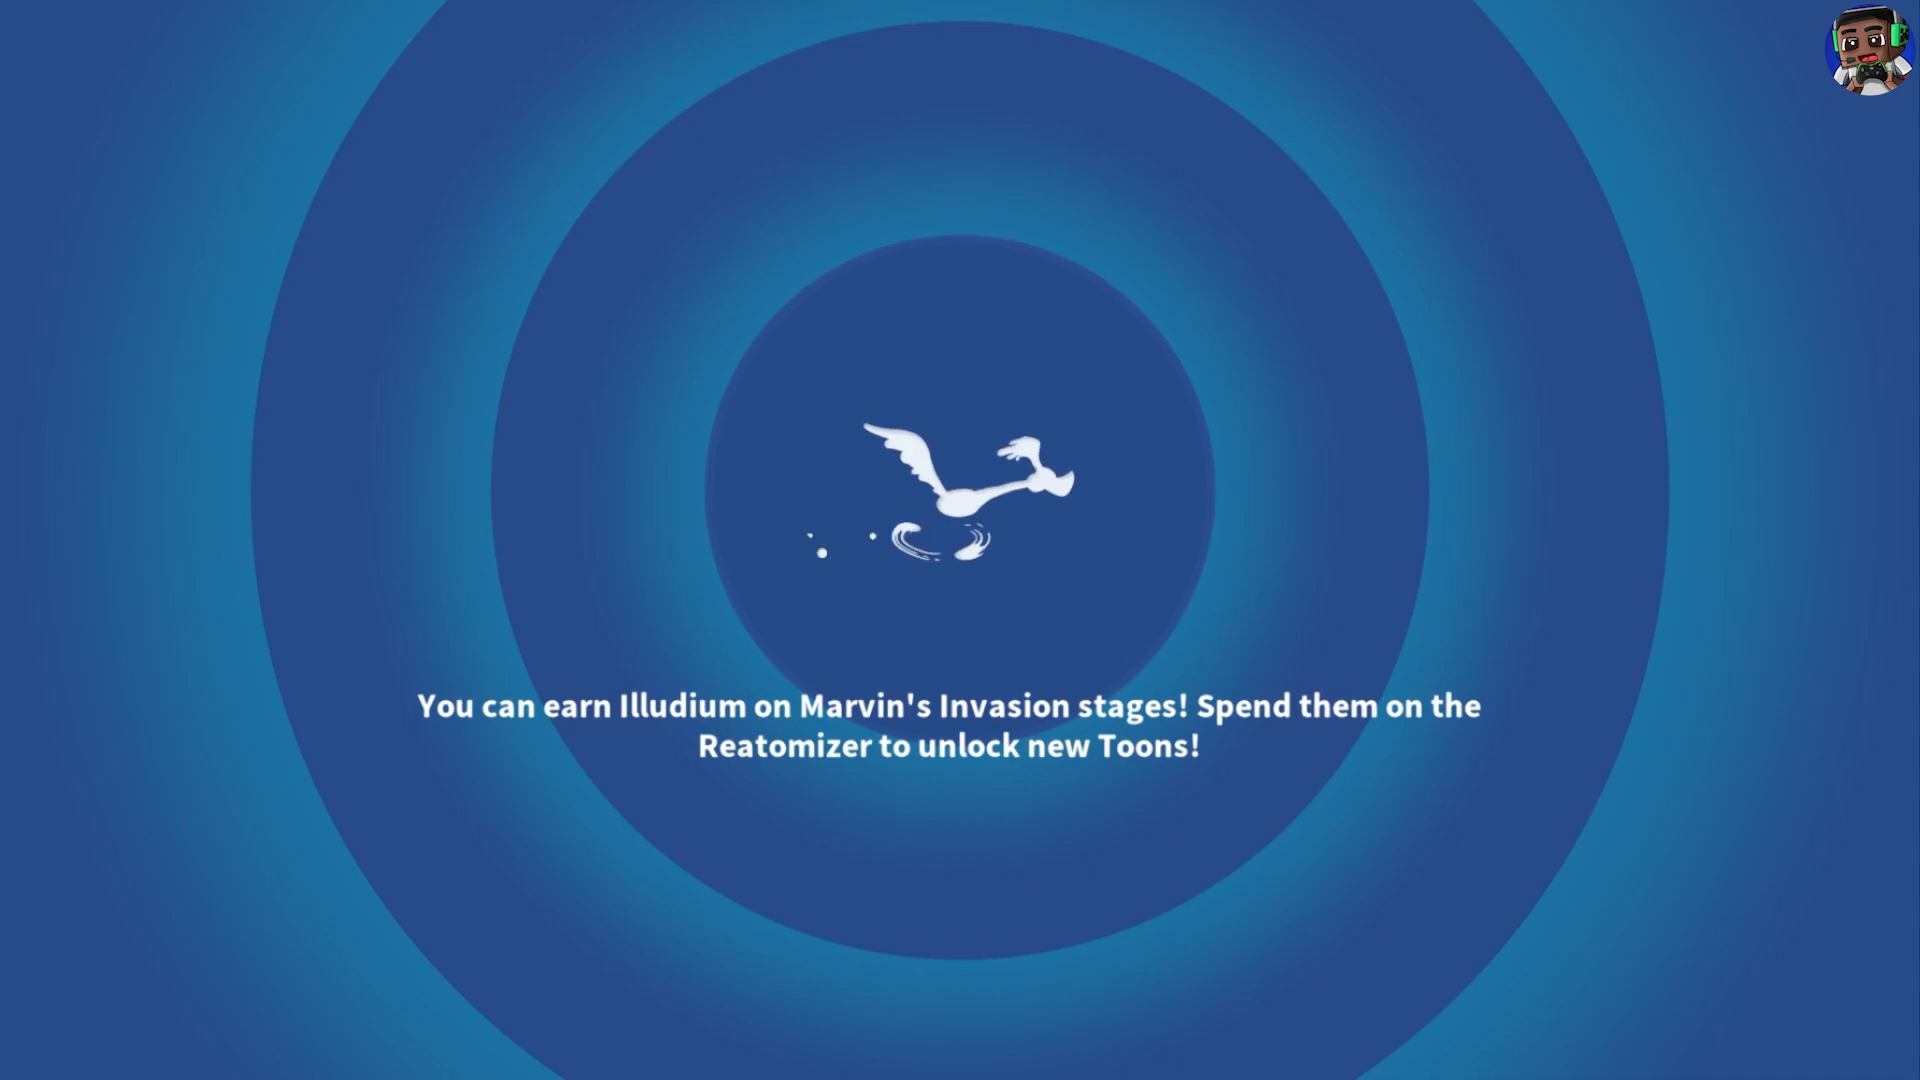 You can earn Illudium on Marvin's Invasion stages! Spend them on the
Reatomizer to unlock new Toons!